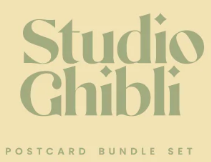 Studio
Ghibli
POSTCARD BUNDLE SET